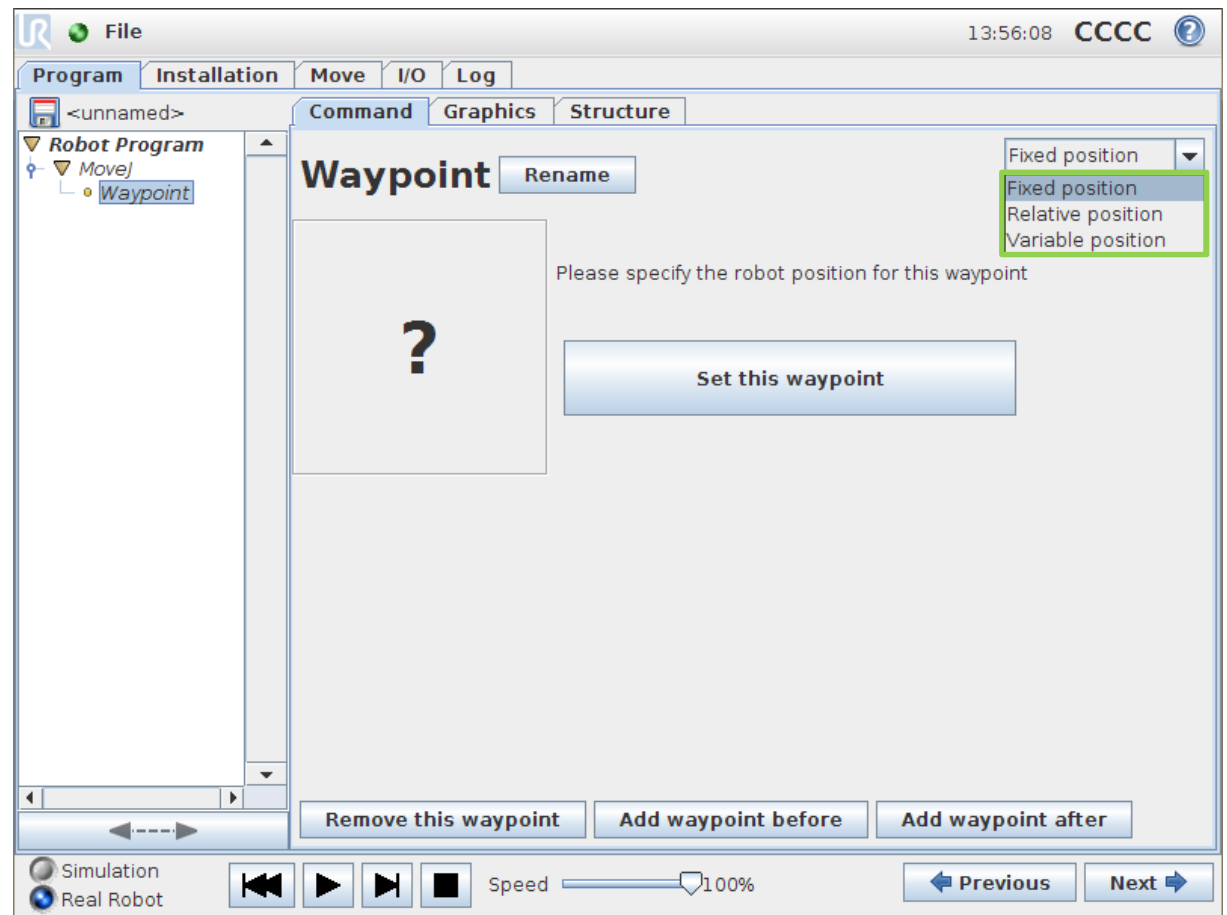 UR File 13:56:08 CCCC ?
Program Installation Move I/O Log
<unnamed> Command Graphics Structure
Robot Program
MoveJ
Waypoint
Waypoint Rename
Fixed position
Fixed position
Relative position
Variable position
Please specify the robot position for this waypoint
?
Set this waypoint
Remove this waypoint Add waypoint before Add waypoint after
Simulation
Real Robot
Speed 100%
Previous Next